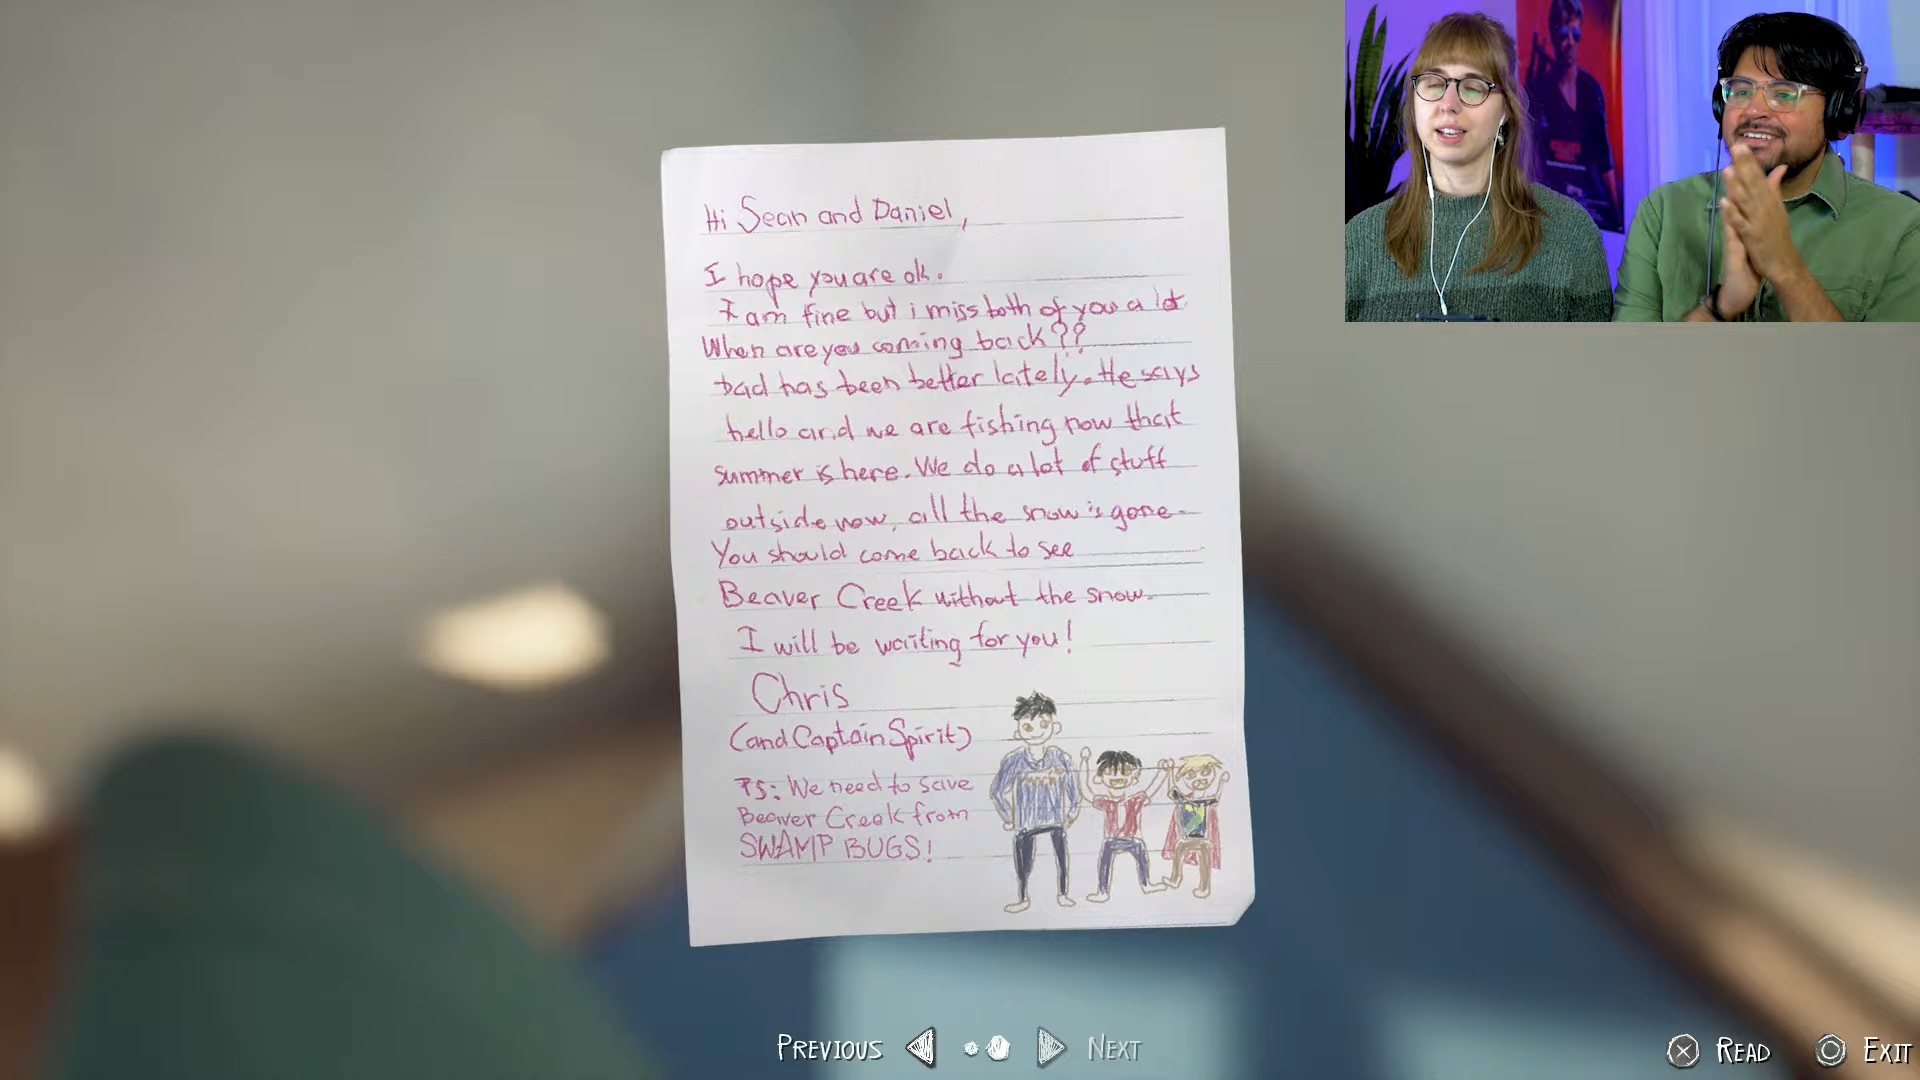 Hi Sean and Daniel,
I hope you are ok.
I am fine but i miss both of you a lot
When are you coming back??
Dad has been better lately. He says
hello and we are fishing now that
summer is here. We do a lot of stuff
outside now, all the snow is gone.
You should come back to see
Beaver Creek without the snow.
I will be waiting for you!
Chris
(and Captain Spirit)
PS: We need to save
Beaver Creek from
SWAMP BUGS!
PREVIOUS
NEXT
READ
EXIT